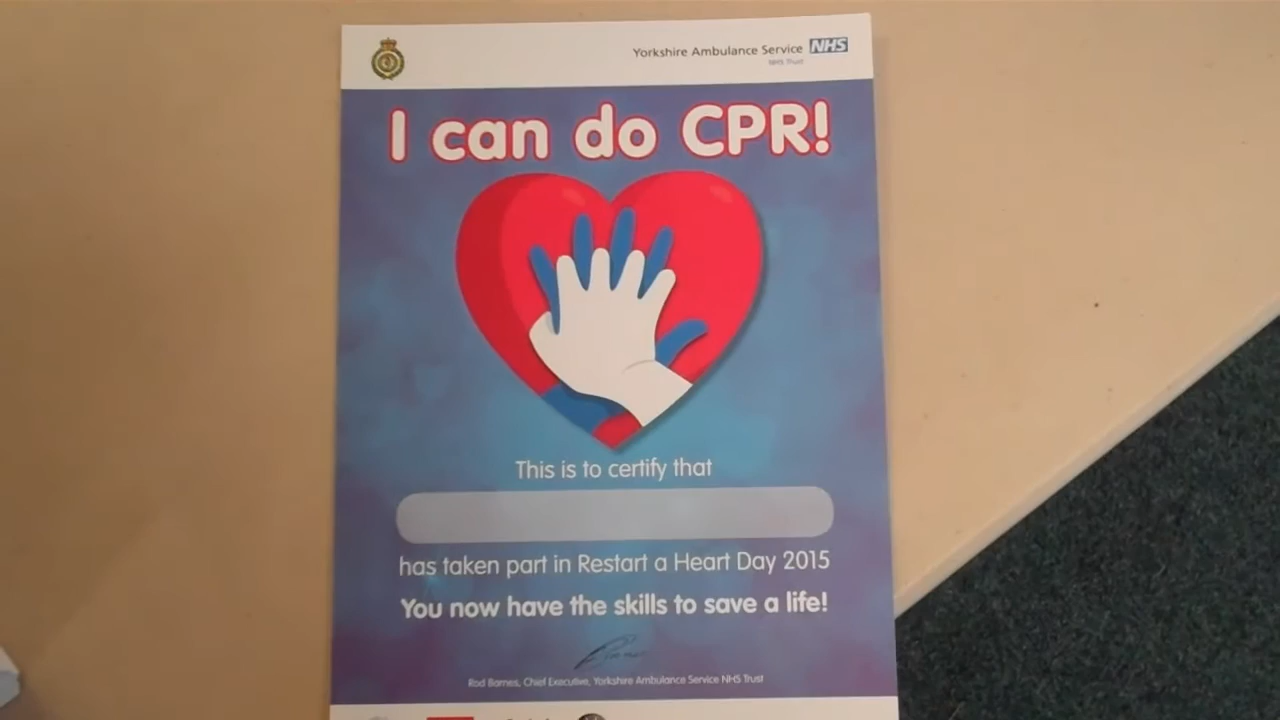 Yorkshire Ambulance Service NHS
NHS Trust
I can do CPR!
This is to certify that
has taken part in Restart a Heart Day 2015
You now have the skills to save a life!
Rod Barnes, Chief Executive, Yorkshire Ambulance Service NHS Trust